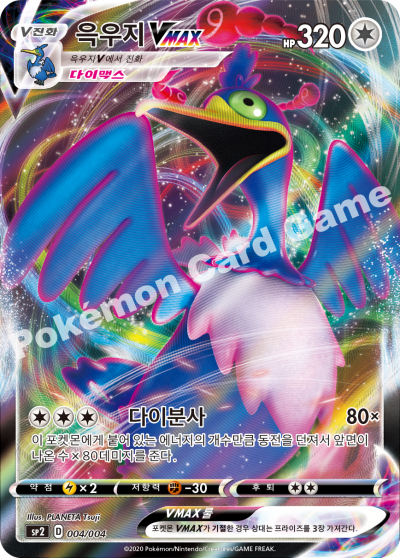 V진화
윽우지 VMAX
HP 320
윽우지V에서 진화
다이맥스
Pokémon Card Game
다이분사 80×
이 포켓몬에게 붙어 있는 에너지의 개수만큼 동전을 던져서 앞면이
나온 수×80데미지를 준다.
약점 ×2 저항력 -30 후퇴
Illus. PLANETA Tsuji
SP2 D 004/004
VMAX 룰
포켓몬 VMAX가 기절한 경우 상대는 프라이즈를 3장 가져간다.
©2020 Pokémon/Nintendo/Creatures/GAME FREAK.